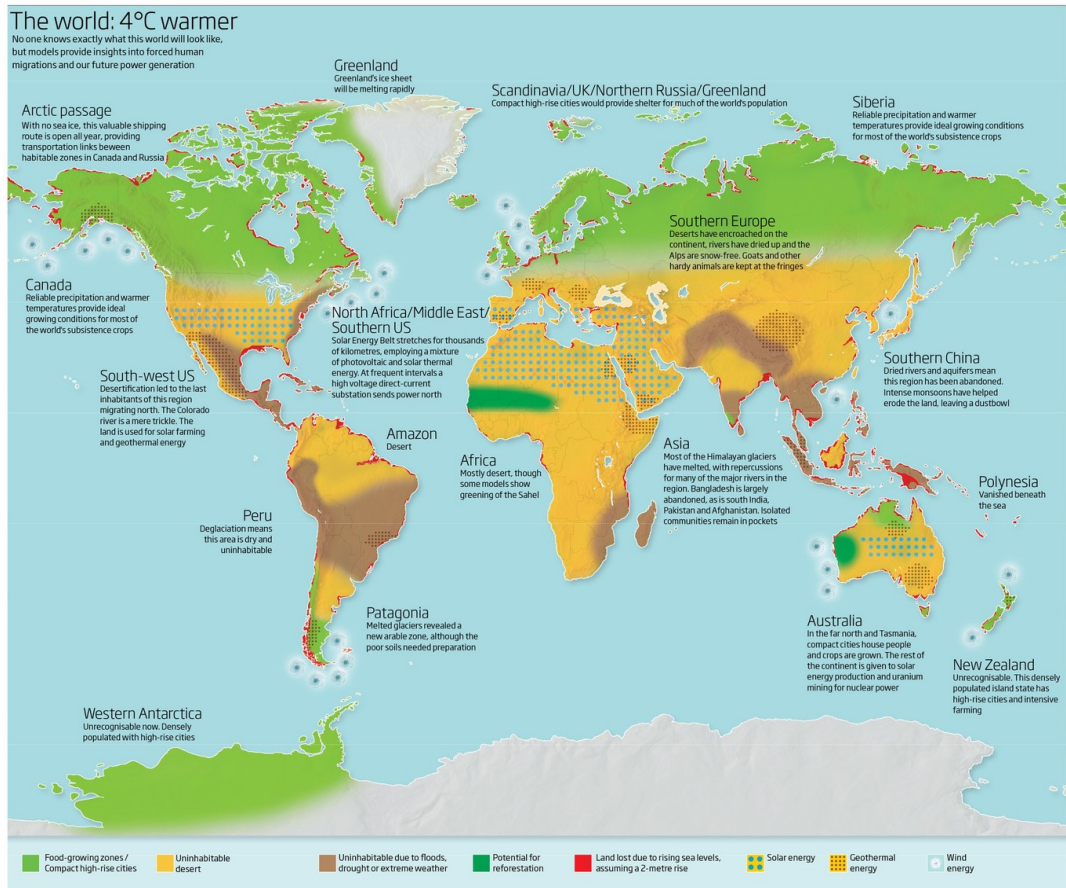 The world: 4°C warmer
No one knows exactly what this world will look like,
but models provide insights into forced human
migrations and our future power generation
Greenland
Greenland's ice sheet
will be melting rapidly
Scandinavia/UK/Northern Russia/Greenland
Compact high-rise cities would provide shelter for much of the world's population
Siberia
Reliable precipitation and warmer
temperatures provide ideal growing conditions
for most of the world's subsistence crops
Arctic passage
With no sea ice, this valuable shipping
route is open all year, providing
transportation links beween
habitable zones in Canada and Russia
Southern Europe
Deserts have encroached on the
continent, rivers have dried up and the
Alps are snow-free. Goats and other
hardy animals are kept at the fringes
Canada
Reliable precipitation and warmer
temperatures provide ideal
growing conditions for most of
the world's subsistence crops
North Africa/Middle East/
Southern US
Solar Energy Belt stretches for thousands
of kilometres, employing a mixture
of photovoltaic and solar thermal
energy. At frequent intervals a
high voltage direct-current
substation sends power north
Southern China
Dried rivers and aquifers mean
this region has been abandoned.
Intense monsoons have helped
erode the land, leaving a dustbowl
South-west US
Desertification led to the last
inhabitants of this region
migrating north. The Colorado
river is a mere trickle. The
land is used for solar farming
and geothermal energy
Amazon
Desert
Africa
Mostly desert, though
some models show
greening of the Sahel
Asia
Most of the Himalayan glaciers
have melted, with repercussions
for many of the major rivers in the
region. Bangladesh is largely
abandoned, as is south India,
Pakistan and Afghanistan. Isolated
communities remain in pockets
Polynesia
Vanished beneath
the sea
Peru
Deglaciation means
this area is dry and
uninhabitable
Patagonia
Melted glaciers revealed a
new arable zone, although the
poor soils needed preparation
Australia
In the far north and Tasmania,
compact cities house people
and crops are grown. The rest of
the continent is given to solar
energy production and uranium
mining for nuclear power
New Zealand
Unrecognisable. This densely
populated island state has
high-rise cities and intensive
farming
Western Antarctica
Unrecognisable now. Densely
populated with high-rise cities
Food-growing zones /
Compact high-rise cities
Uninhabitable
desert
Uninhabitable due to floods,
drought or extreme weather
Potential for
reforestation
Land lost due to rising sea levels,
assuming a 2-metre rise
Solar energy
Geothermal
energy
Wind
energy